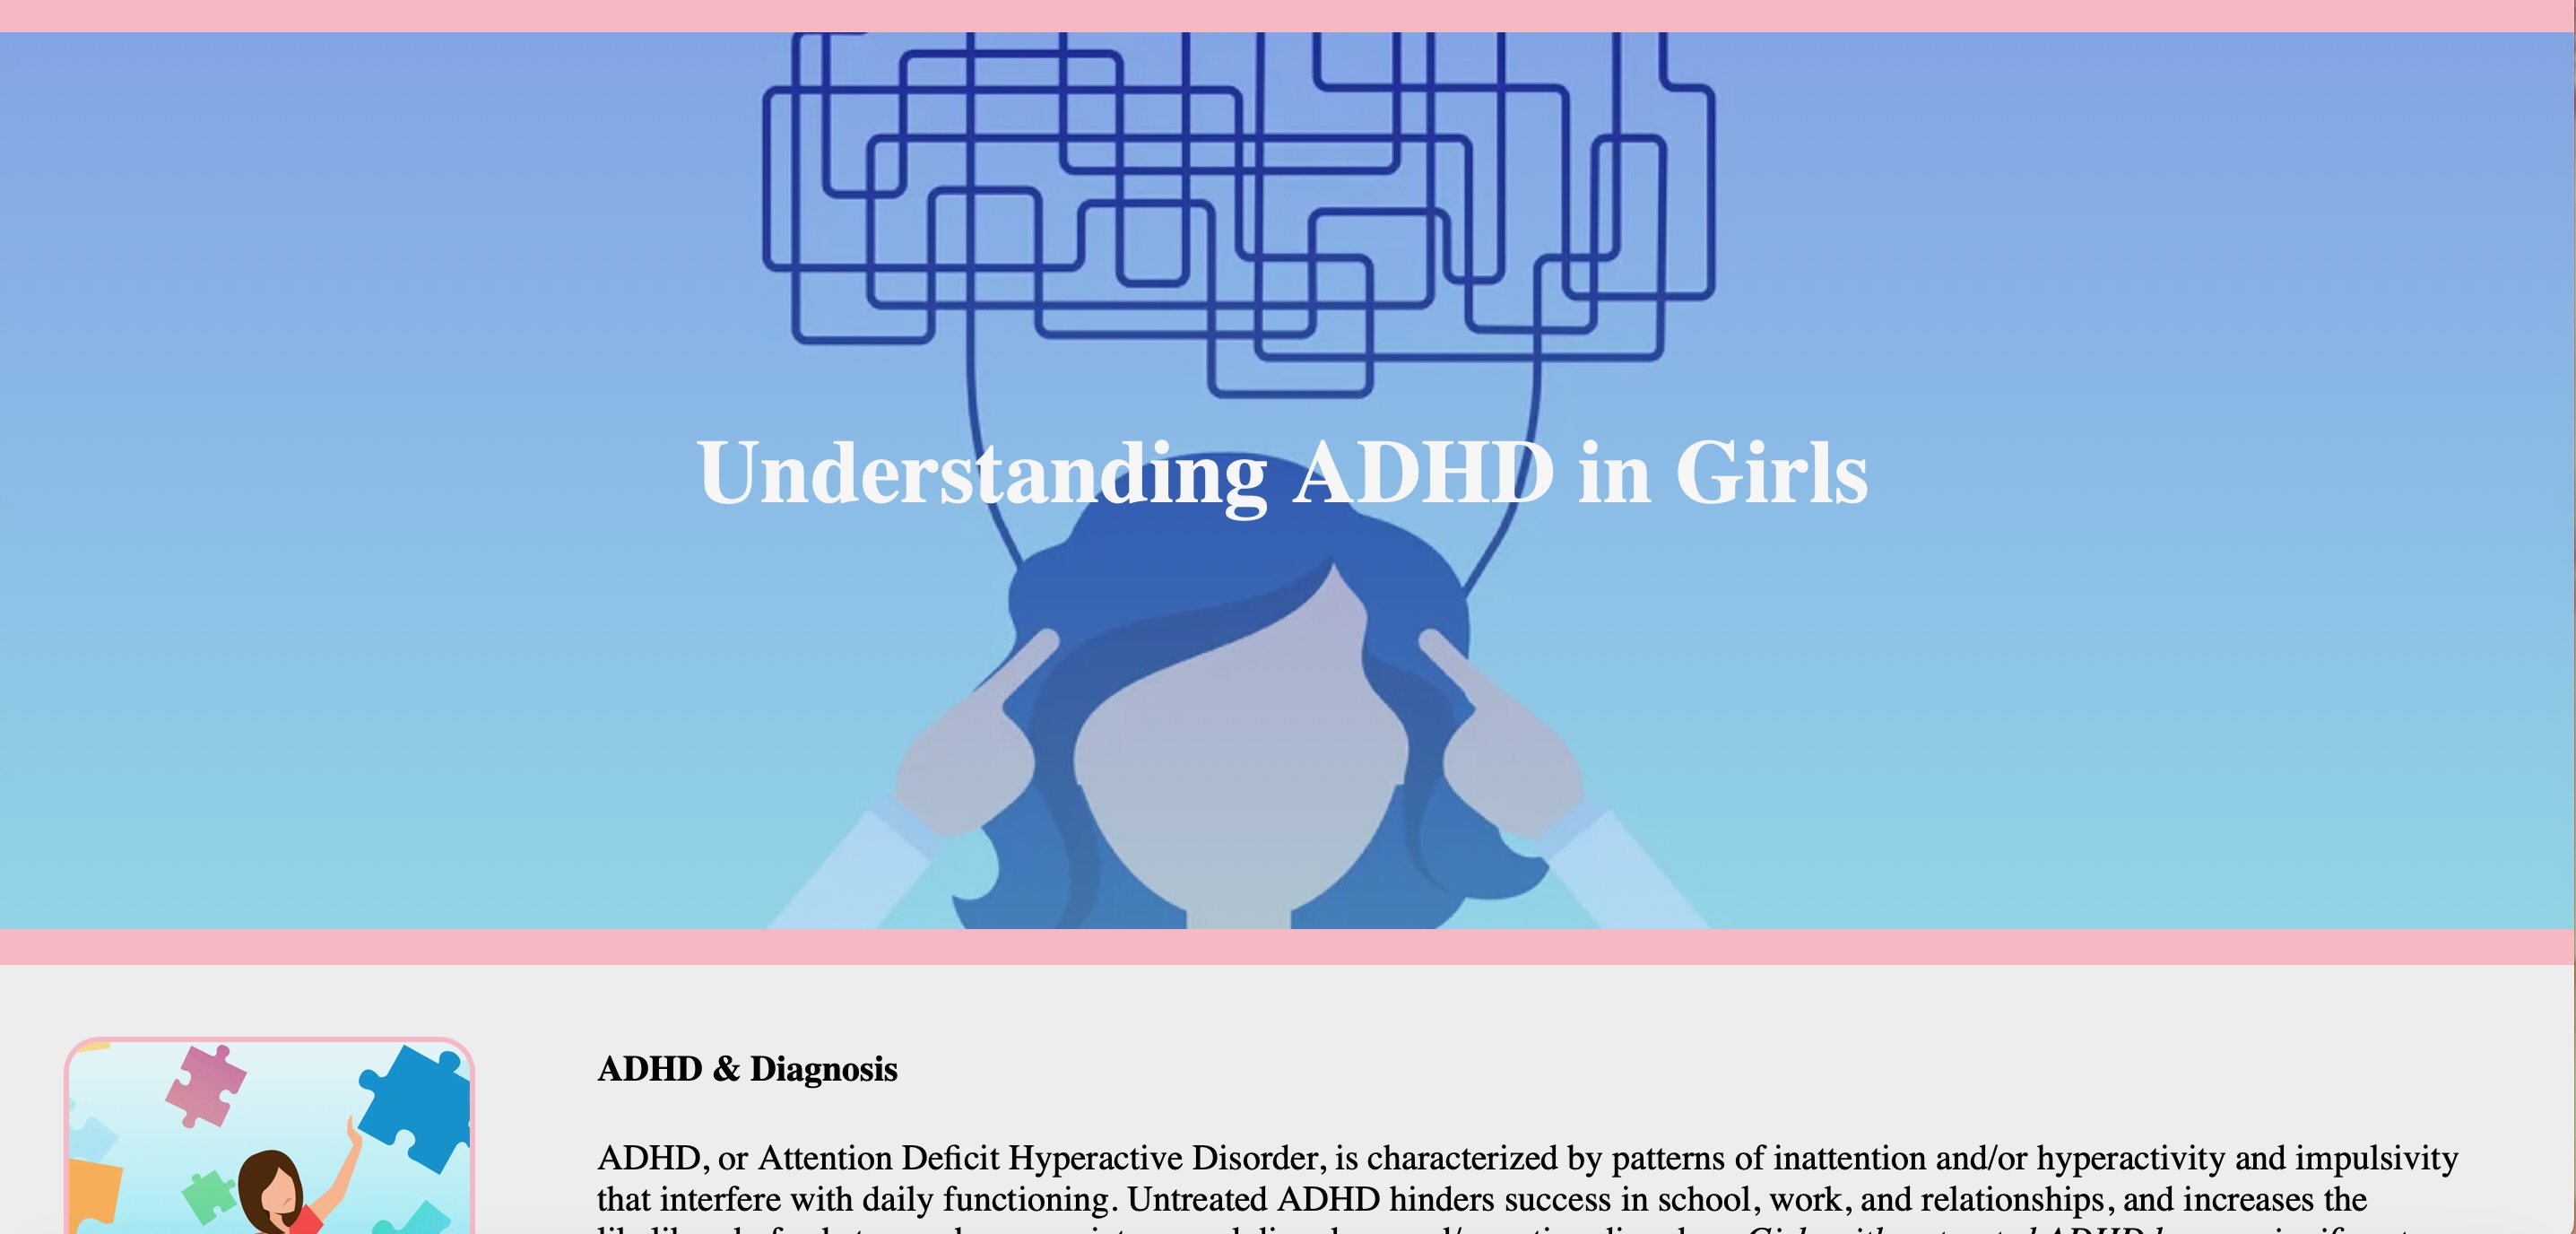 Understanding ADHD in Girls
ADHD & Diagnosis
ADHD, or Attention Deficit Hyperactive Disorder, is characterized by patterns of inattention and/or hyperactivity and impulsivity
that interfere with daily functioning. Untreated ADHD hinders success in school, work, and relationships, and increases the